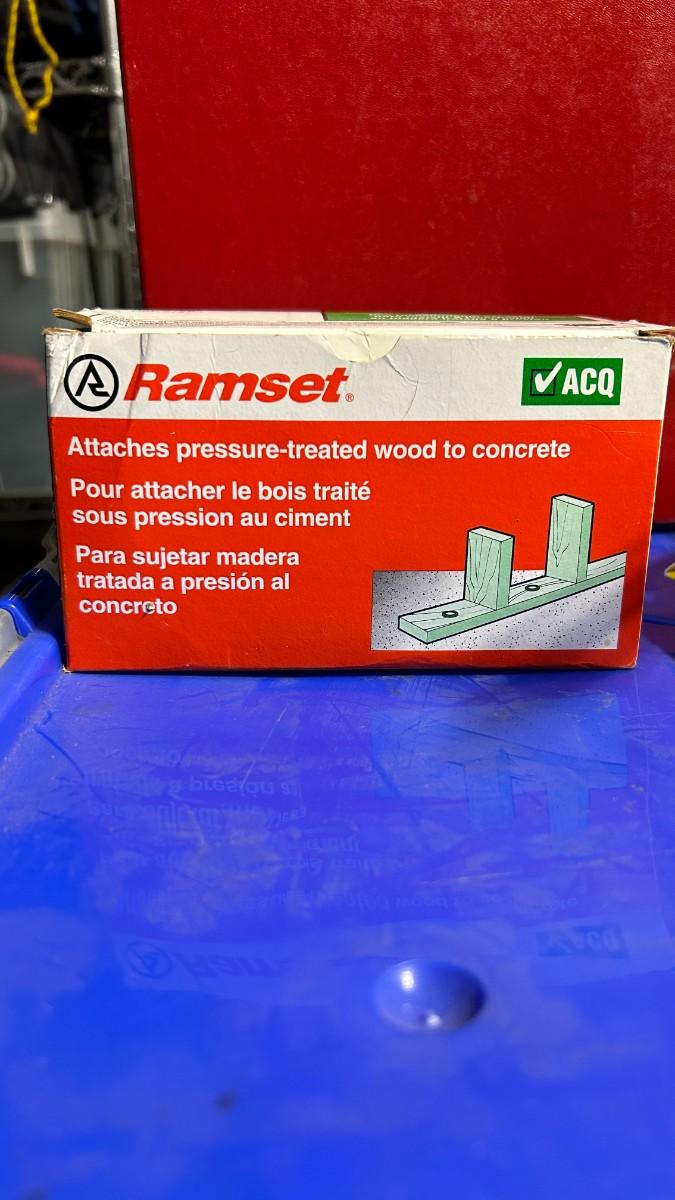 Ramset®
✓ACQ
Attaches pressure-treated wood to concrete
Pour attacher le bois traité
sous pression au ciment
Para sujetar madera
tratada a presión al
concreto